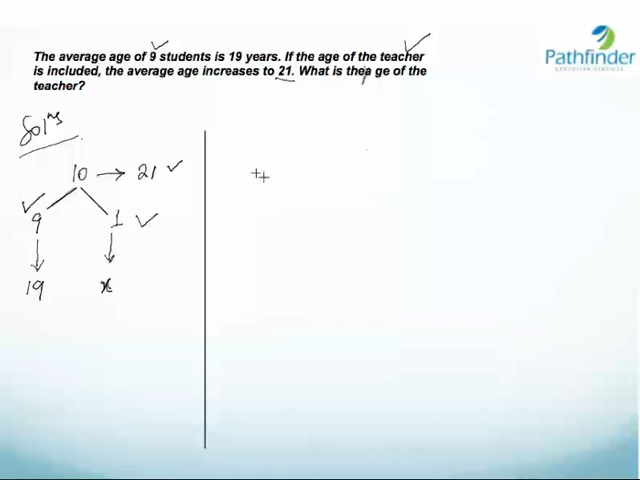 The average age of 9 students is 19 years. If the age of the teacher
is included, the average age increases to 21. What is thea ge of the
teacher?
Pathfinder
Solns
10 → 21 ✓
9 1 ✓
19 x